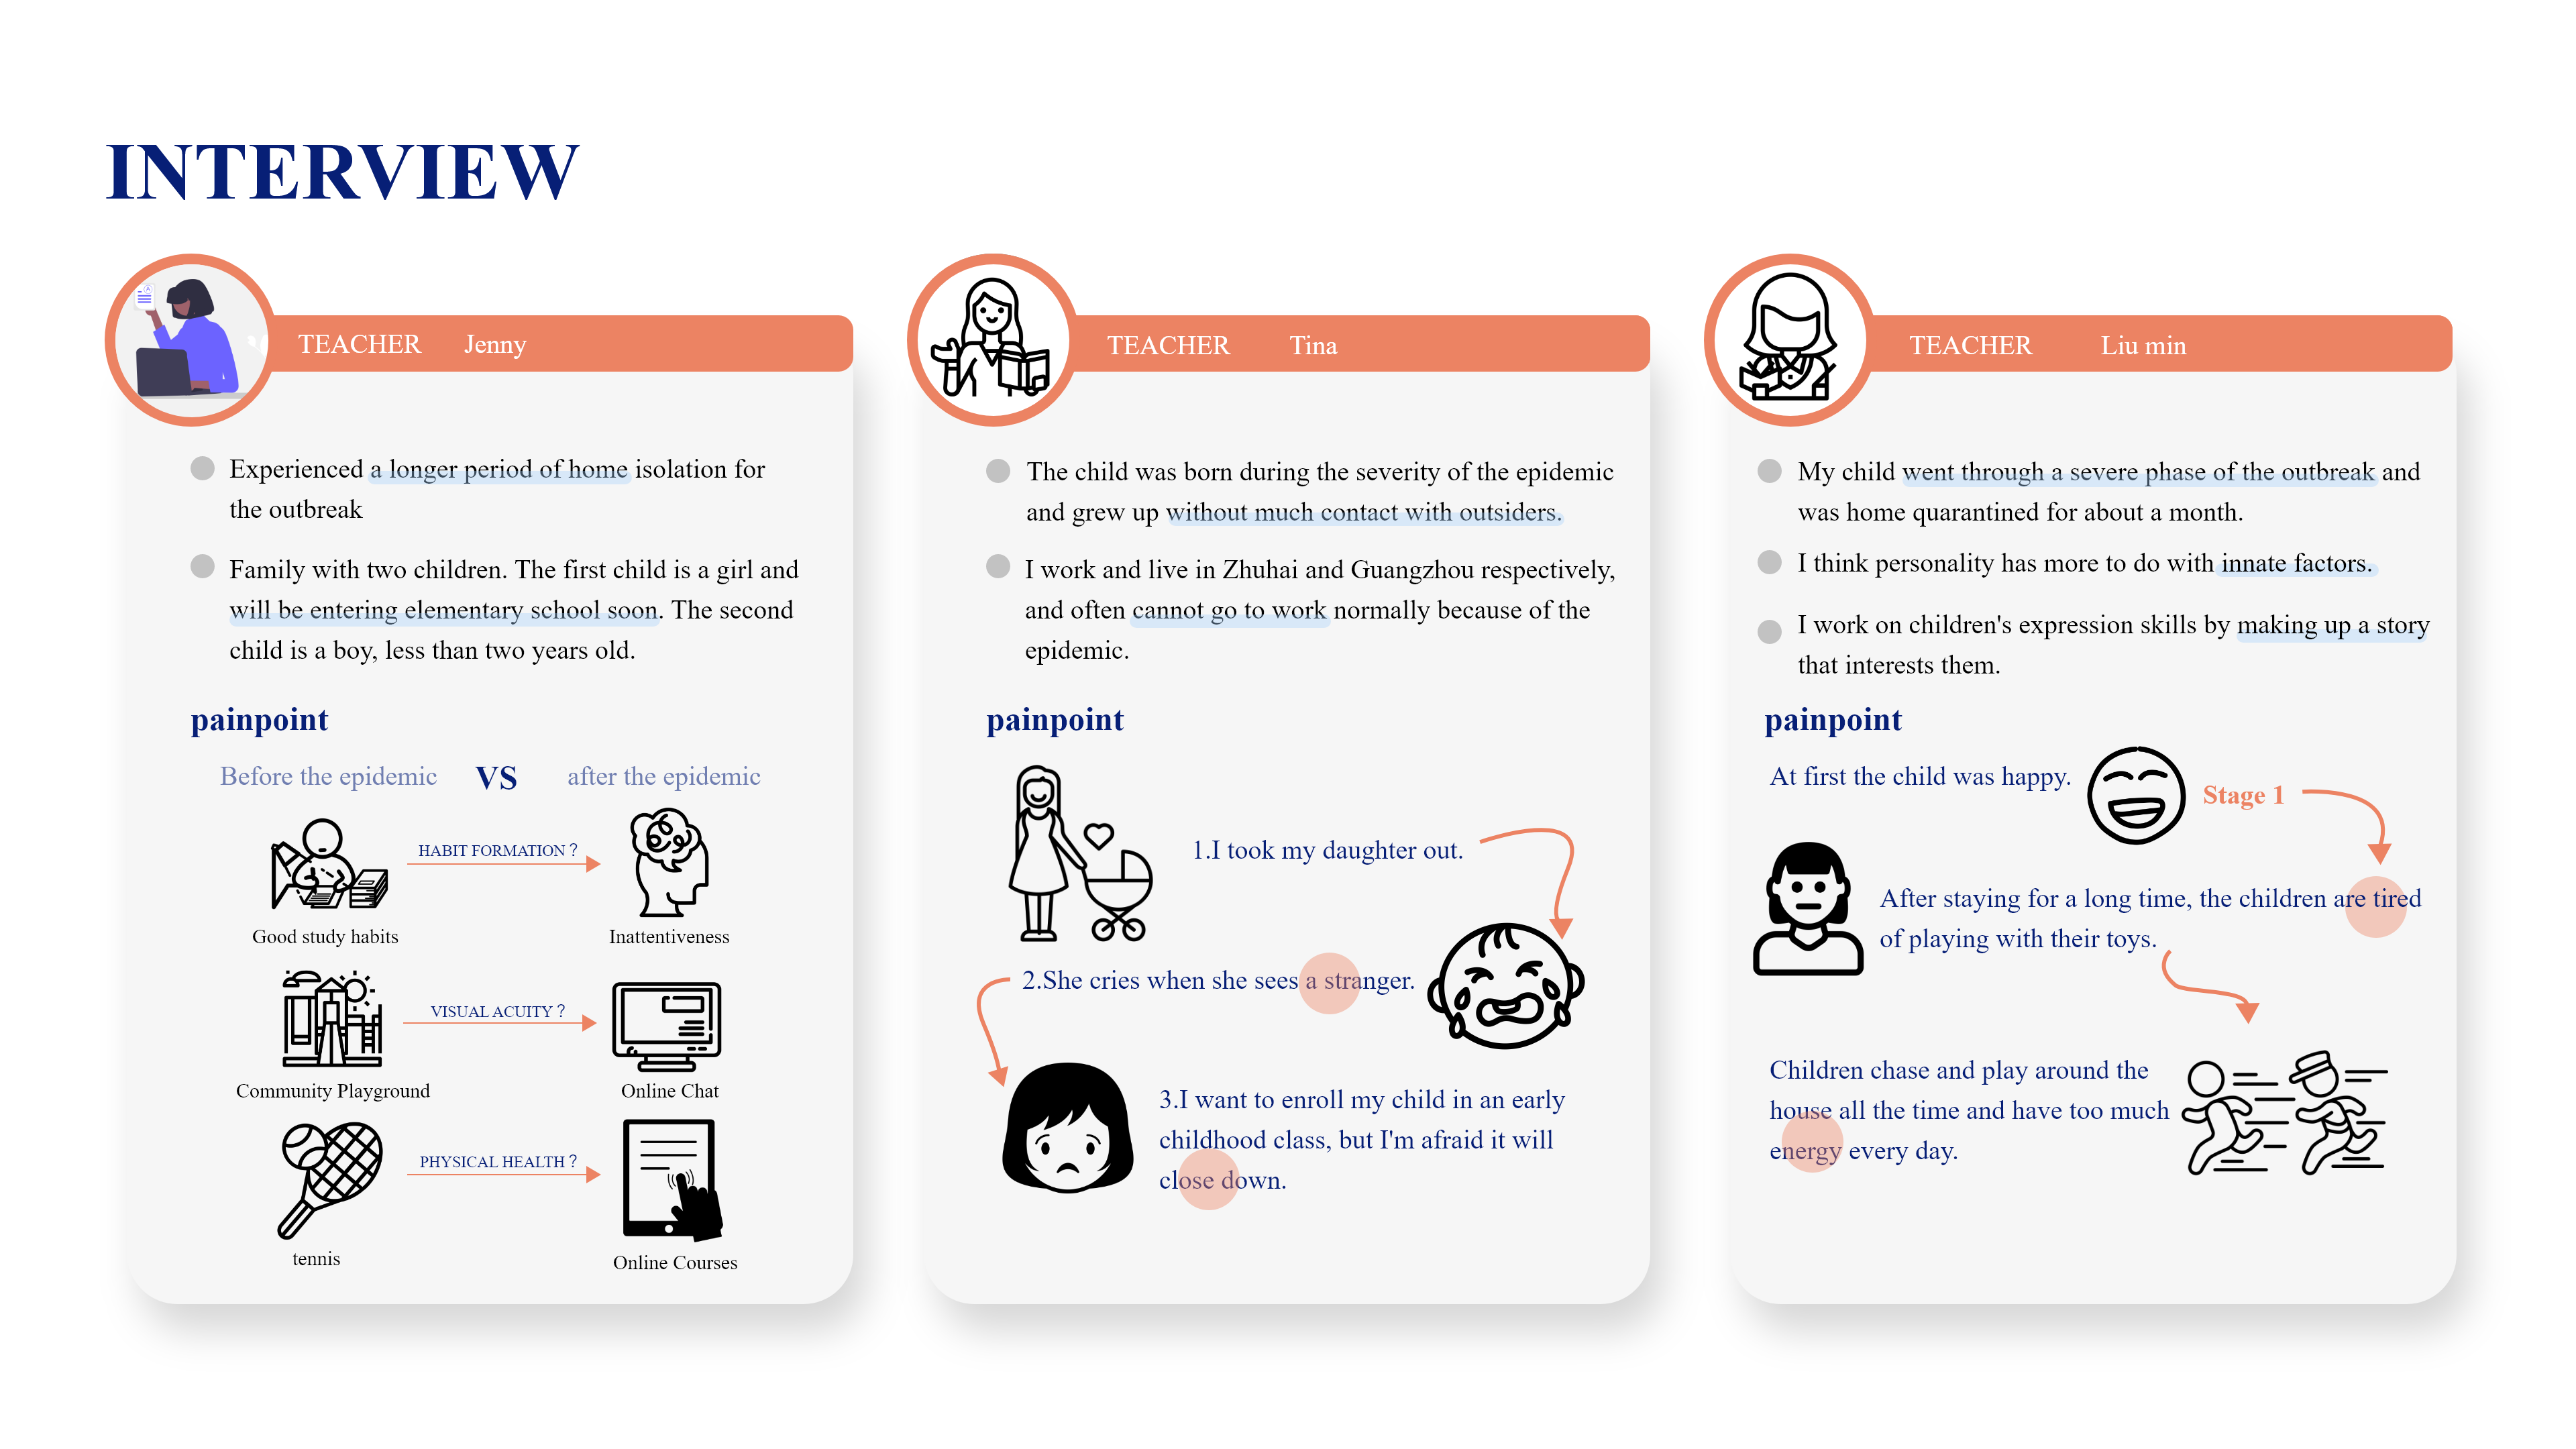 INTERVIEW
TEACHER Jenny
Experienced a longer period of home isolation for
the outbreak
Family with two children. The first child is a girl and
will be entering elementary school soon. The second
child is a boy, less than two years old.
painpoint
Before the epidemic VS after the epidemic
HABIT FORMATION ?
Good study habits
Inattentiveness
VISUAL ACUITY ?
Community Playground
Online Chat
PHYSICAL HEALTH ?
tennis
Online Courses
TEACHER Tina
The child was born during the severity of the epidemic
and grew up without much contact with outsiders.
I work and live in Zhuhai and Guangzhou respectively,
and often cannot go to work normally because of the
epidemic.
painpoint
1.I took my daughter out.
2.She cries when she sees a stranger.
3.I want to enroll my child in an early
childhood class, but I'm afraid it will
close down.
TEACHER Liu min
My child went through a severe phase of the outbreak and
was home quarantined for about a month.
I think personality has more to do with innate factors.
I work on children's expression skills by making up a story
that interests them.
painpoint
At first the child was happy.
Stage 1
After staying for a long time, the children are tired
of playing with their toys.
Children chase and play around the
house all the time and have too much
energy every day.